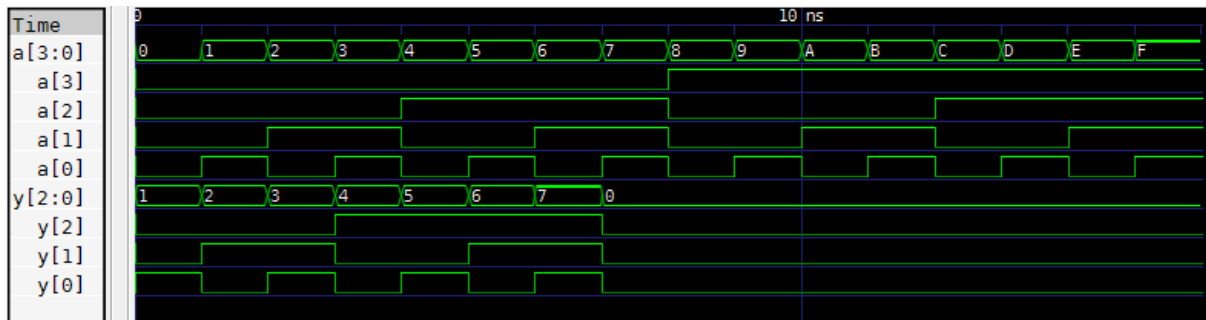 Time 0 10 ns
a[3:0] 0 1 2 3 4 5 6 7 8 9 A B C D E F
a[3]
a[2]
a[1]
a[0]
y[2:0] 1 2 3 4 5 6 7 0
y[2]
y[1]
y[0]